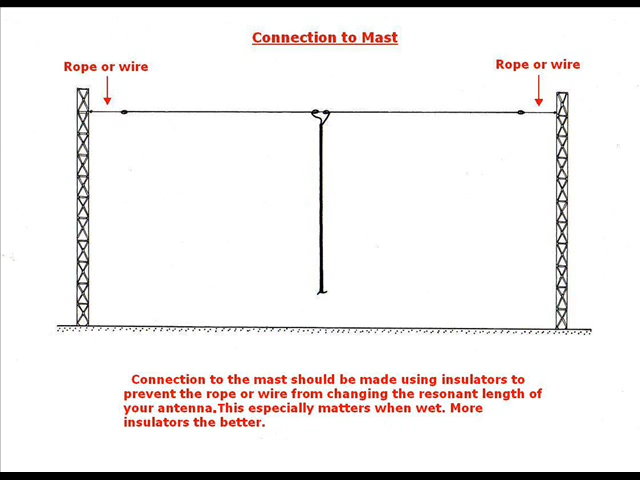 Connection to Mast
Rope or wire
Rope or wire
Connection to the mast should be made using insulators to
prevent the rope or wire from changing the resonant length of
your antenna.This especially matters when wet. More
insulators the better.